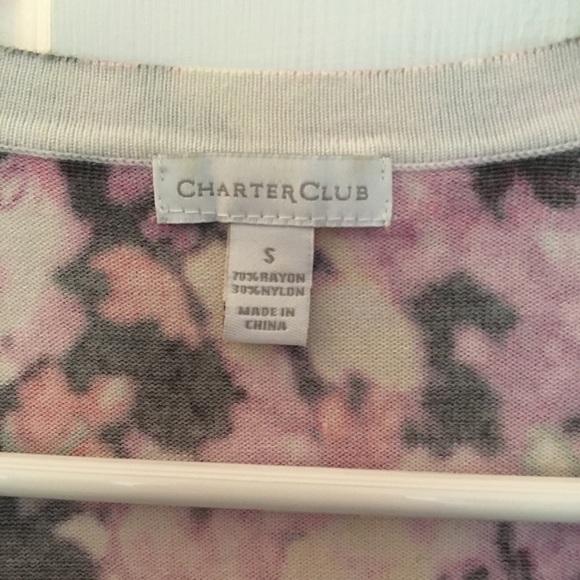 CHARTER CLUB
S
70% RAYON
30% NYLON
MADE IN
CHINA